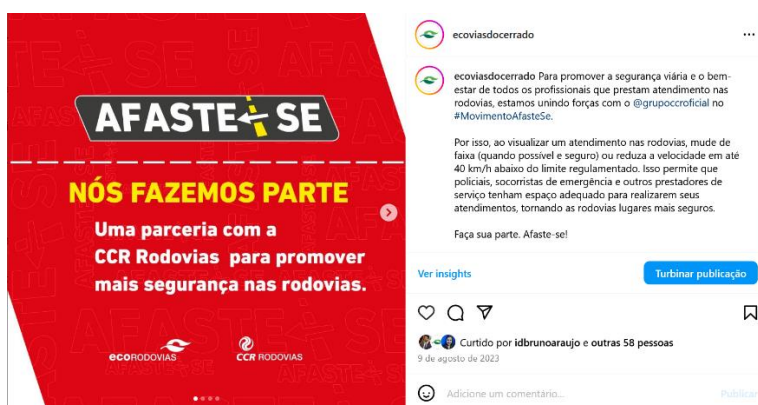 AFASTE-SE
NÓS FAZEMOS PARTE
Uma parceria com a
CCR Rodovias para promover
mais segurança nas rodovias.
ECORODOVIAS
CCR RODOVIAS
ecoviasdocerrado
ecoviasdocerrado Para promover a segurança viária e o bem-
estar de todos os profissionais que prestam atendimento nas
rodovias, estamos unindo forças com o @grupoccroficial no
#MovimentoAfasteSe.
Por isso, ao visualizar um atendimento nas rodovias, mude de
faixa (quando possível e seguro) ou reduza a velocidade em até
40 km/h abaixo do limite regulamentado. Isso permite que
policiais, socorristas de emergência e outros prestadores de
serviço tenham espaço adequado para realizarem seus
atendimentos, tornando as rodovias lugares mais seguros.
Faça sua parte. Afaste-se!
Ver insights
Turbinar publicação
Curtido por idbrunoaraujo e outras 58 pessoas
9 de agosto de 2023
Adicione um comentário...
Publicar